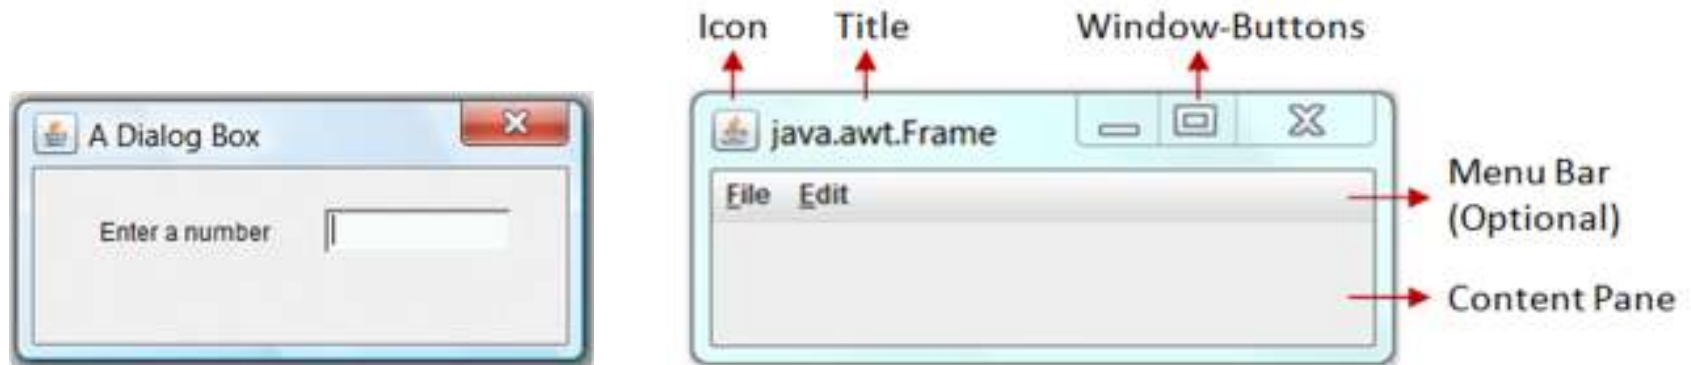 Icon
Title
Window-Buttons
A Dialog Box
Enter a number
java.awt.Frame
File Edit
Menu Bar
(Optional)
Content Pane